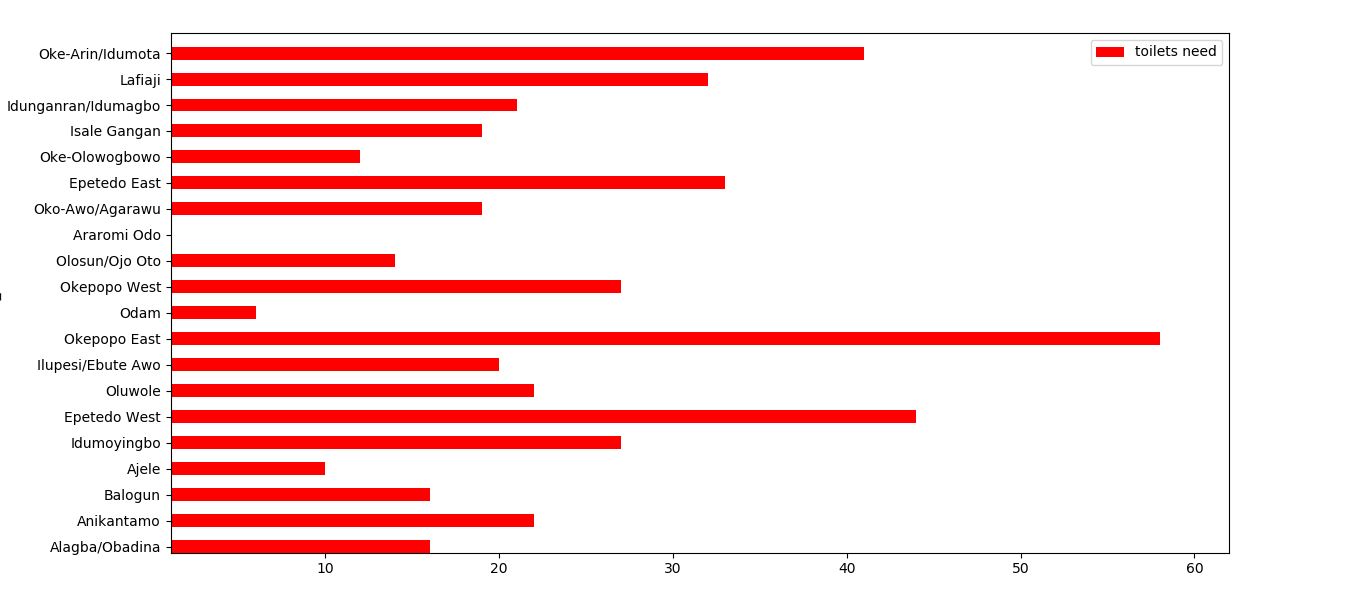 toilets need
Oke-Arin/Idumota
Lafiaji
Idunganran/Idumagbo
Isale Gangan
Oke-Olowogbowo
Epetedo East
Oko-Awo/Agarawu
Araromi Odo
Olosun/Ojo Oto
Okepopo West
Odam
Okepopo East
Ilupesi/Ebute Awo
Oluwole
Epetedo West
Idumoyingbo
Ajele
Balogun
Anikantamo
Alagba/Obadina
10 20 30 40 50 60